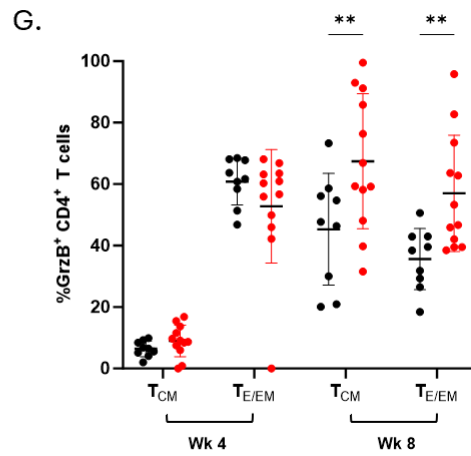 G.
** **
%GrzB⁺ CD4⁺ T cells
100
80
60
40
20
0
T_CM T_E/EM T_CM T_E/EM
Wk 4 Wk 8